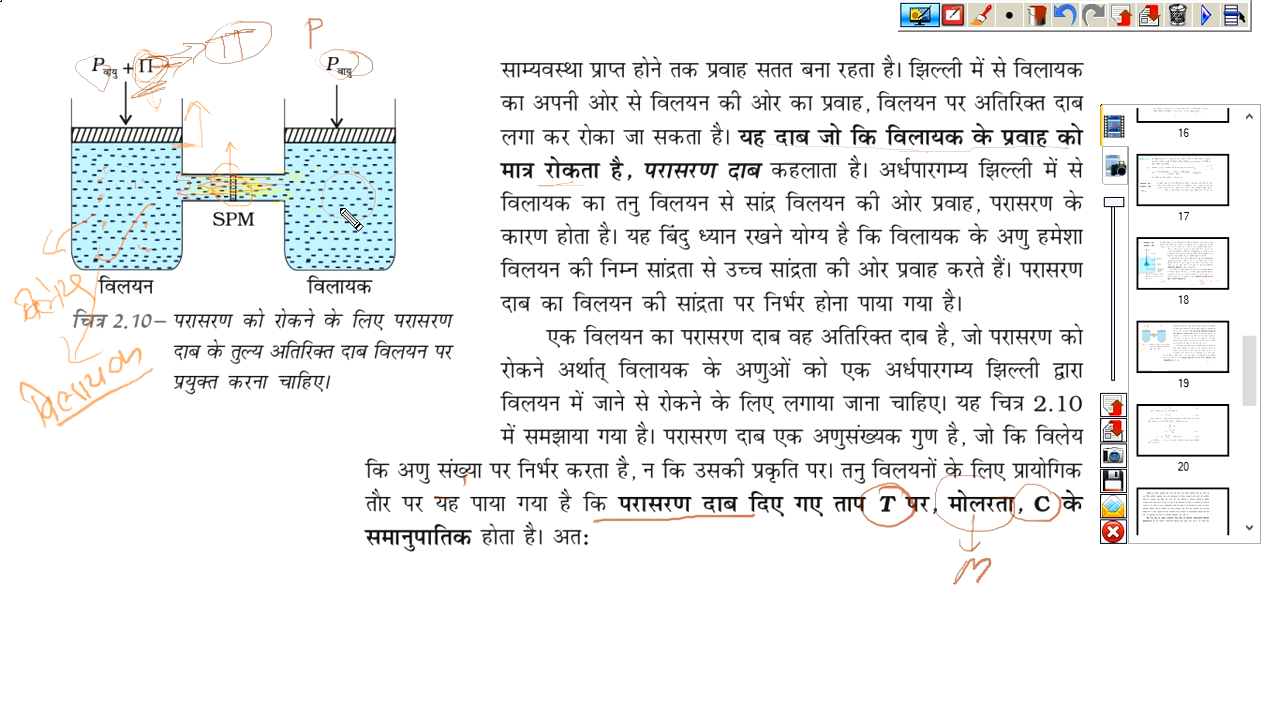 Π
P
P वायु + Π
P वायु
SPM
विलयन
विलायक
चित्र 2.10– परासरण को रोकने के लिए परासरण
दाब के तुल्य अतिरिक्त दाब विलयन पर
प्रयुक्त करना चाहिए।
विलेय
विलायक
साम्यवस्था प्राप्त होने तक प्रवाह सतत बना रहता है। झिल्ली में से विलायक
का अपनी ओर से विलयन की ओर का प्रवाह, विलयन पर अतिरिक्त दाब
लगा कर रोका जा सकता है। यह दाब जो कि विलायक के प्रवाह को
मात्र रोकता है, परासरण दाब कहलाता है। अर्धपारगम्य झिल्ली में से
विलायक का तनु विलयन से सांद्र विलयन की ओर प्रवाह, परासरण के
कारण होता है। यह बिंदु ध्यान रखने योग्य है कि विलायक के अणु हमेशा
विलयन की निम्न सांद्रता से उच्च सांद्रता की ओर प्रवाह करते हैं। परासरण
दाब का विलयन की सांद्रता पर निर्भर होना पाया गया है।
एक विलयन का परासरण दाब वह अतिरिक्त दाब है, जो परासरण को
रोकने अर्थात् विलायक के अणुओं को एक अर्धपारगम्य झिल्ली द्वारा
विलयन में जाने से रोकने के लिए लगाया जाना चाहिए। यह चित्र 2.10
में समझाया गया है। परासरण दाब एक अणुसंख्यक गुण है, जो कि विलेय
कि अणु संख्या पर निर्भर करता है, न कि उसकी प्रकृति पर। तनु विलयनों के लिए प्रायोगिक
तौर पर यह पाया गया है कि परासरण दाब दिए गए ताप T पर, मोलरता, C के
समानुपातिक होता है। अत:
M
16
17
18
19
20